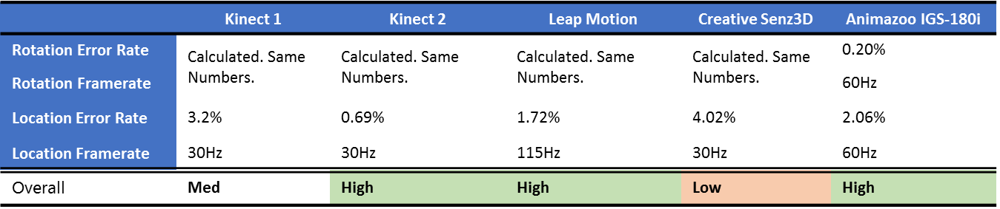 Kinect 1 Kinect 2 Leap Motion Creative Senz3D Animazoo IGS-180i
Rotation Error Rate Calculated. Same Calculated. Same Calculated. Same Calculated. Same 0.20%
Rotation Framerate Numbers. Numbers. Numbers. Numbers. 60Hz
Location Error Rate 3.2% 0.69% 1.72% 4.02% 2.06%
Location Framerate 30Hz 30Hz 115Hz 30Hz 60Hz
Overall Med High High Low High